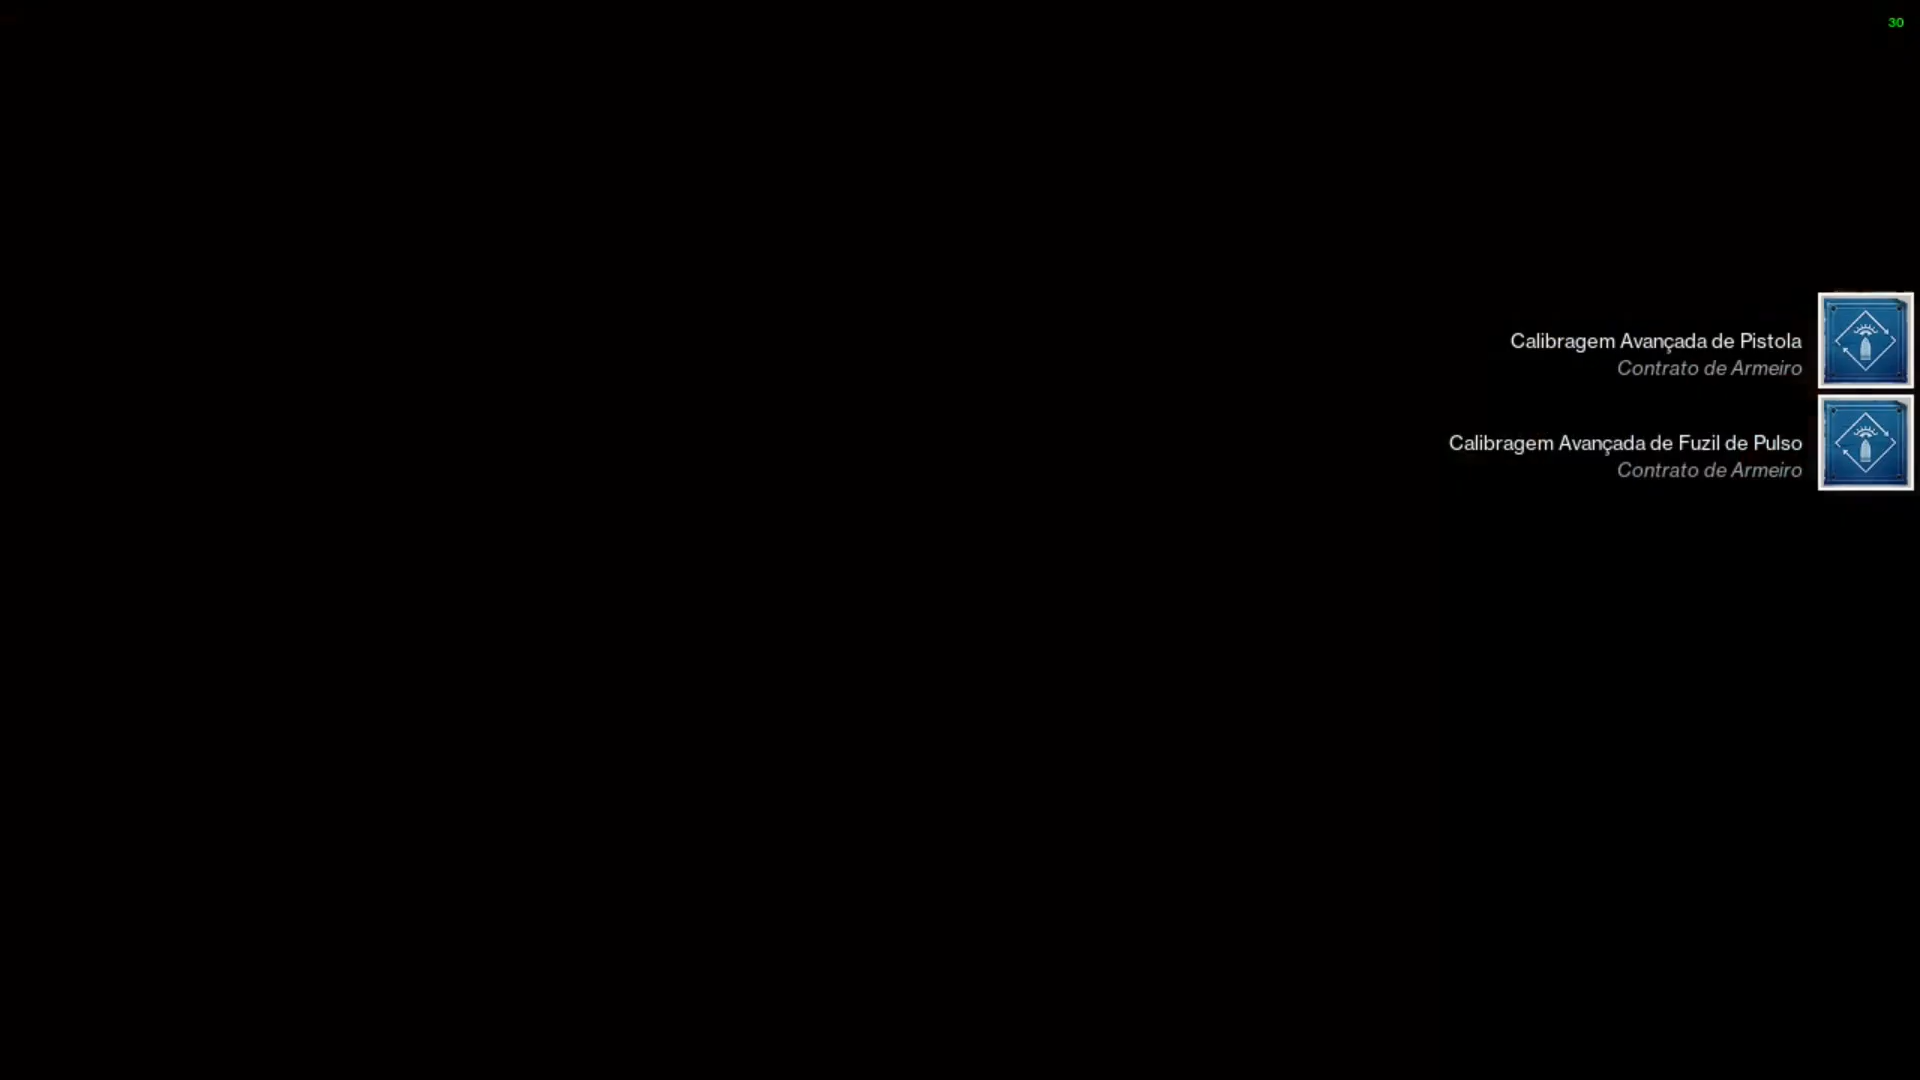 30
Calibragem Avançada de Pistola
Contrato de Armeiro
Calibragem Avançada de Fuzil de Pulso
Contrato de Armeiro